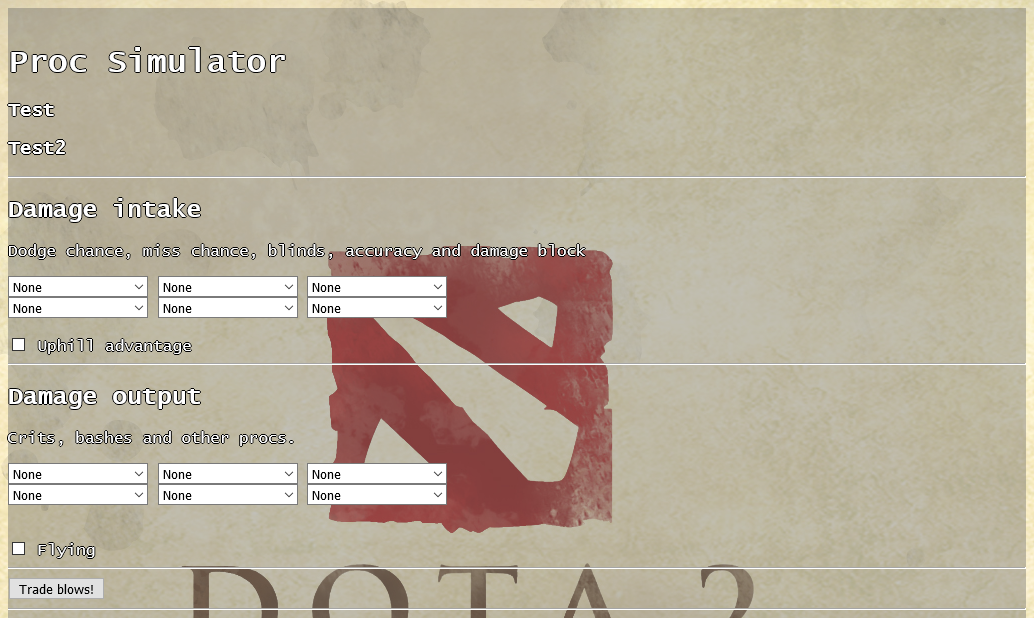 Proc Simulator
Test
Test2
Damage intake
Dodge chance, miss chance, blinds, accuracy and damage block
None None None
None None None
Uphill advantage
Damage output
Crits, bashes and other procs.
None None None
None None None
Flying
DOTA 2
Trade blows!